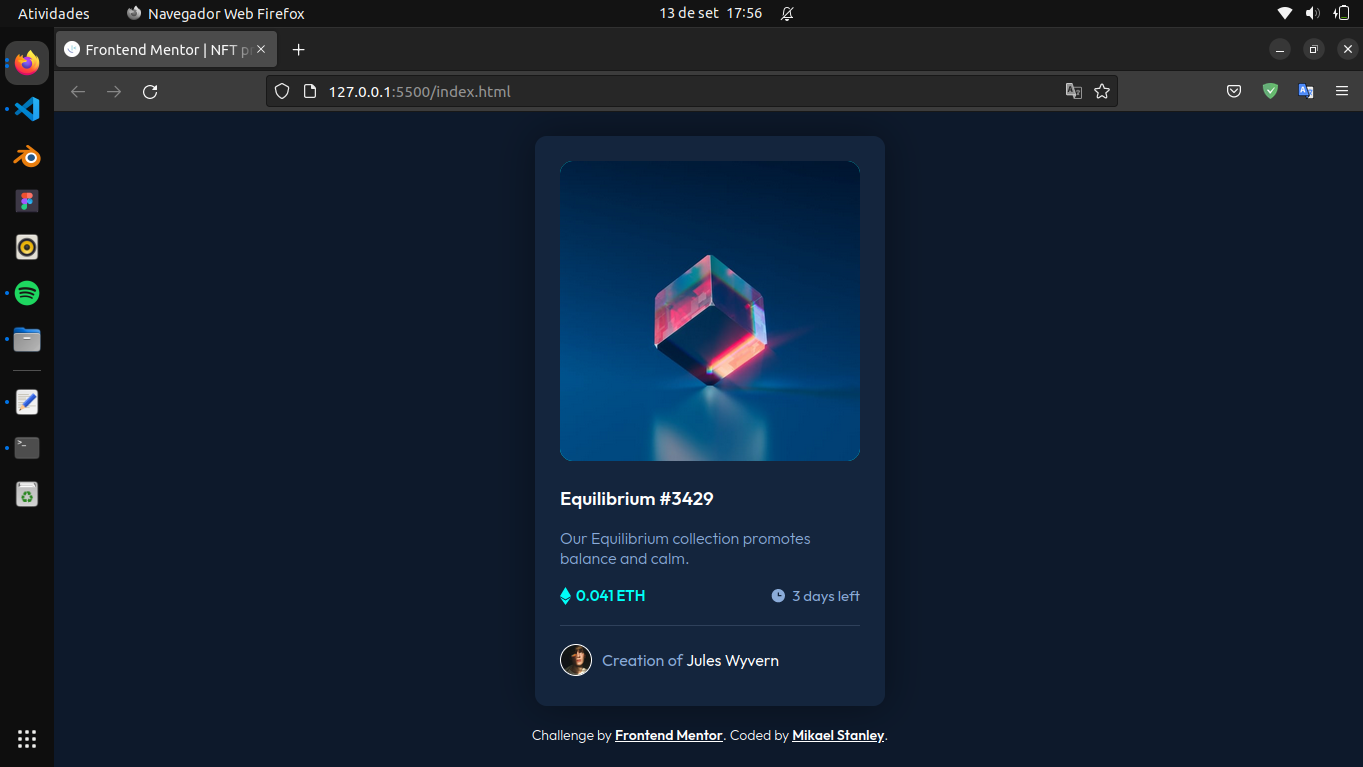 Atividades
Navegador Web Firefox
13 de set 17:56
Frontend Mentor | NFT pr
127.0.0.1:5500/index.html
Equilibrium #3429
Our Equilibrium collection promotes
balance and calm.
0.041 ETH
3 days left
Creation of Jules Wyvern
Challenge by Frontend Mentor. Coded by Mikael Stanley.